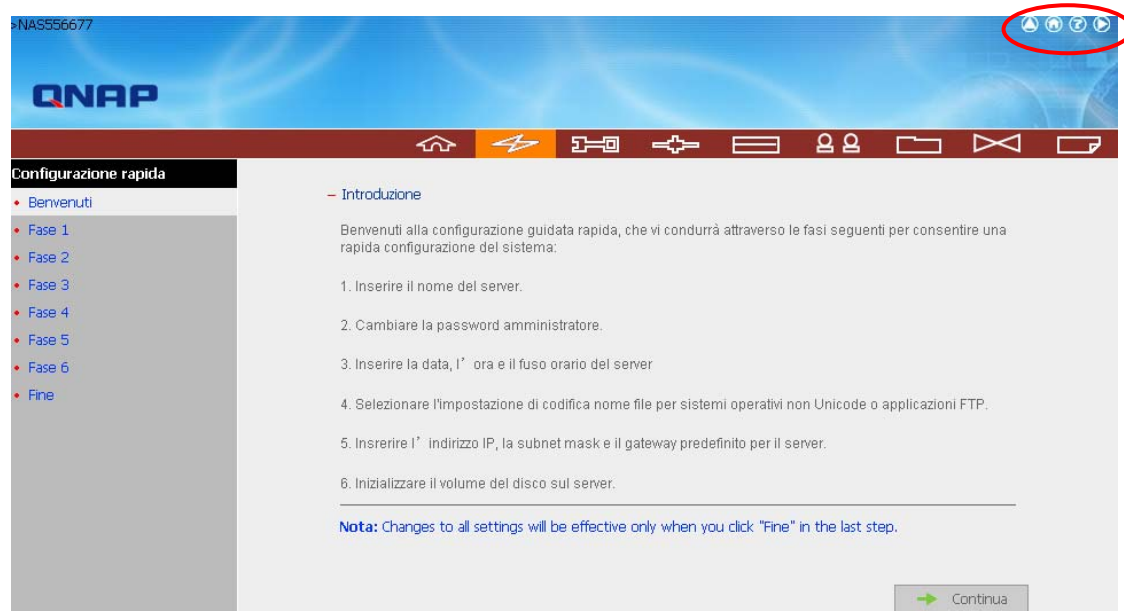 >NAS556677
QNAP
Configurazione rapida
• Benvenuti
• Fase 1
• Fase 2
• Fase 3
• Fase 4
• Fase 5
• Fase 6
• Fine
– Introduzione
Benvenuti alla configurazione guidata rapida, che vi condurrà attraverso le fasi seguenti per consentire una
rapida configurazione del sistema:
1. Inserire il nome del server.
2. Cambiare la password amministratore.
3. Inserire la data, l’ ora e il fuso orario del server
4. Selezionare l'impostazione di codifica nome file per sistemi operativi non Unicode o applicazioni FTP.
5. Insrerire l’ indirizzo IP, la subnet mask e il gateway predefinito per il server.
6. Inizializzare il volume del disco sul server.
Nota: Changes to all settings will be effective only when you click "Fine" in the last step.
Continua